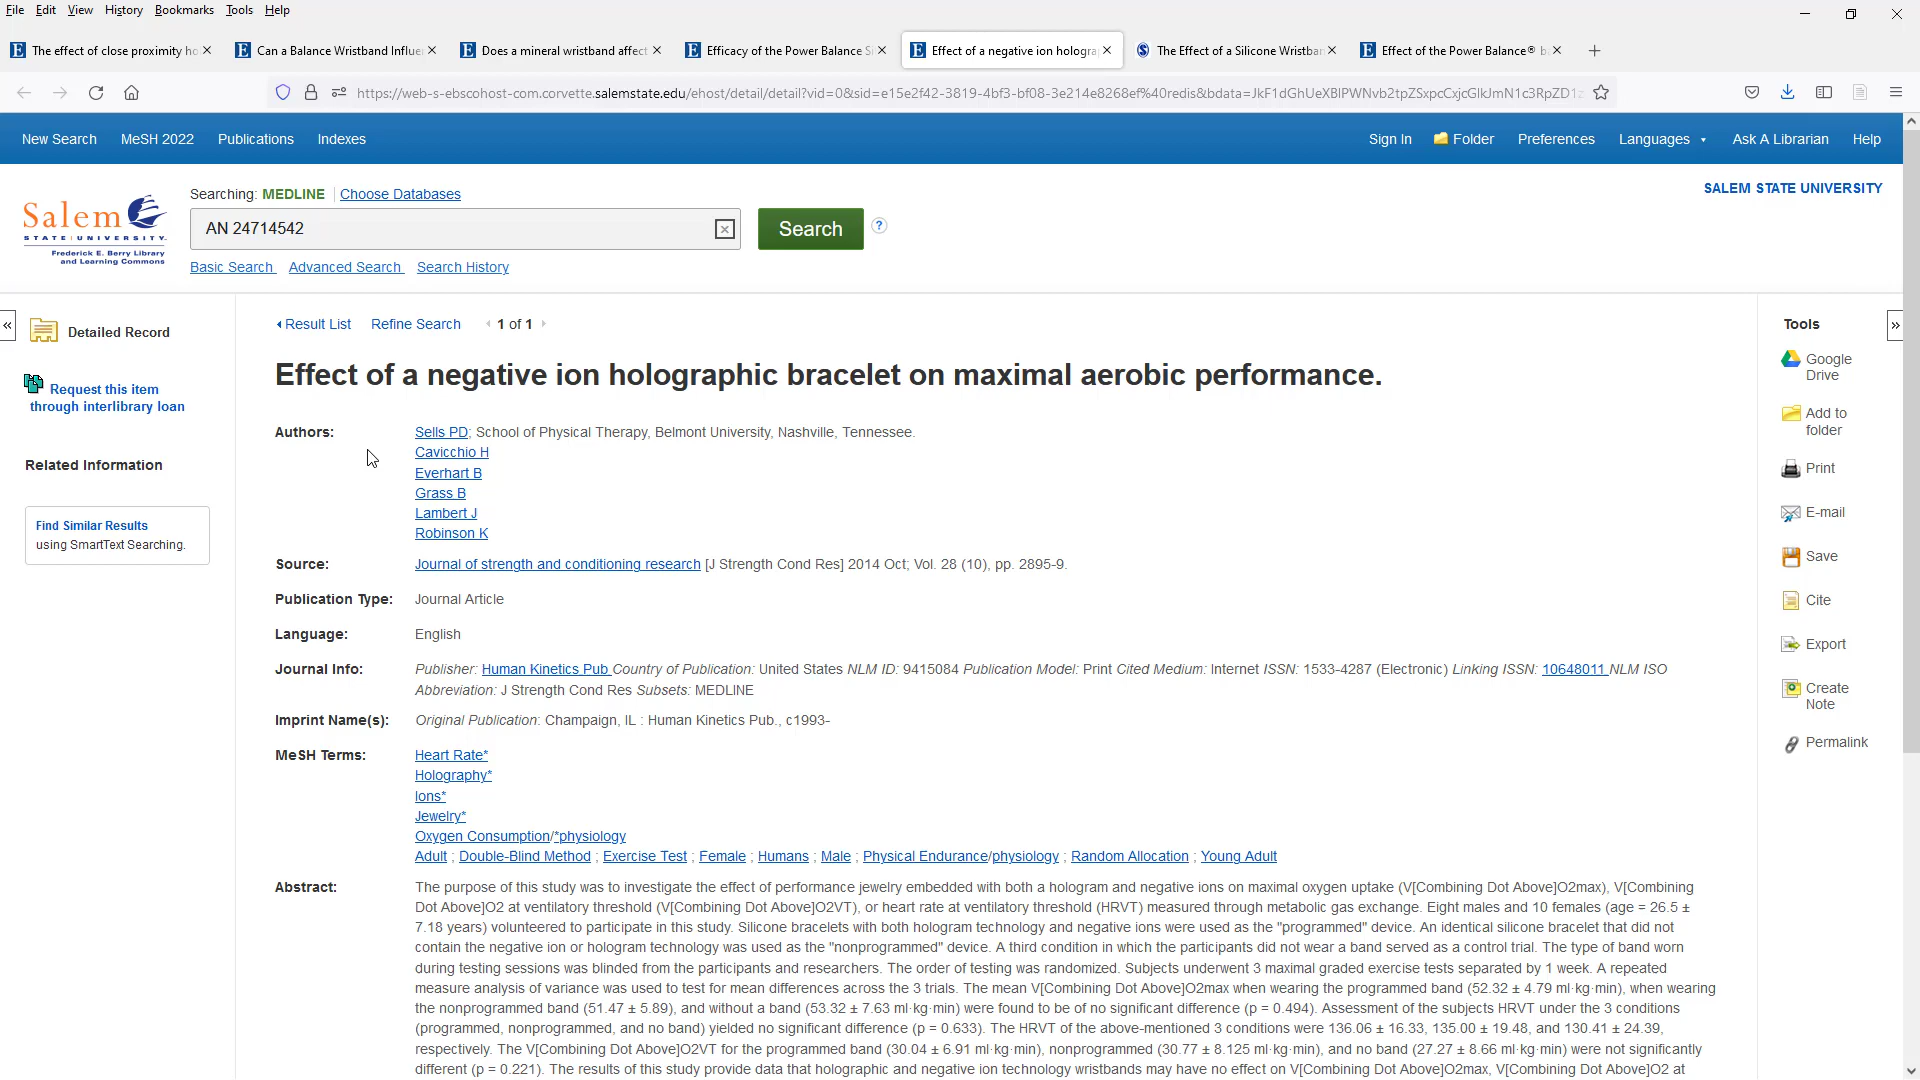 File Edit View History Bookmarks Tools Help
The effect of close proximity ho
Can a Balance Wristband Influe
Does a mineral wristband affect
Efficacy of the Power Balance Si
Effect of a negative ion hologra
The Effect of a Silicone Wristban
Effect of the Power Balance® b
https://web-s-ebscohost-com.corvette.salemstate.edu/ehost/detail/detail?vid=0&sid=e15e2f42-3819-4bf3-bf08-3e214e8268ef%40redis&bdata=JkF1dGhUeXBlPWNvb2tpZSxpcCxjcGlkJmN1c3RpZD1z
New Search MeSH 2022 Publications Indexes
Sign In Folder Preferences Languages Ask A Librarian Help
Searching: MEDLINE Choose Databases
SALEM STATE UNIVERSITY
Salem
STATE UNIVERSITY
Frederick E. Berry Library
and Learning Commons
AN 24714542
Search
?
Basic Search Advanced Search Search History
« Detailed Record
Request this item
through interlibrary loan
Related Information
Find Similar Results
using SmartText Searching.
Result List Refine Search 1 of 1
Effect of a negative ion holographic bracelet on maximal aerobic performance.
Authors: Sells PD; School of Physical Therapy, Belmont University, Nashville, Tennessee.
Cavicchio H
Everhart B
Grass B
Lambert J
Robinson K
Source: Journal of strength and conditioning research [J Strength Cond Res] 2014 Oct; Vol. 28 (10), pp. 2895-9.
Publication Type: Journal Article
Language: English
Journal Info: Publisher: Human Kinetics Pub Country of Publication: United States NLM ID: 9415084 Publication Model: Print Cited Medium: Internet ISSN: 1533-4287 (Electronic) Linking ISSN: 10648011 NLM ISO
Abbreviation: J Strength Cond Res Subsets: MEDLINE
Imprint Name(s): Original Publication: Champaign, IL : Human Kinetics Pub., c1993-
MeSH Terms: Heart Rate*
Holography*
Ions*
Jewelry*
Oxygen Consumption/*physiology
Adult ; Double-Blind Method ; Exercise Test ; Female ; Humans ; Male ; Physical Endurance/physiology ; Random Allocation ; Young Adult
Abstract: The purpose of this study was to investigate the effect of performance jewelry embedded with both a hologram and negative ions on maximal oxygen uptake (V[Combining Dot Above]O2max), V[Combining
Dot Above]O2 at ventilatory threshold (V[Combining Dot Above]O2VT), or heart rate at ventilatory threshold (HRVT) measured through metabolic gas exchange. Eight males and 10 females (age = 26.5 ±
7.18 years) volunteered to participate in this study. Silicone bracelets with both hologram technology and negative ions were used as the "programmed" device. An identical silicone bracelet that did not
contain the negative ion or hologram technology was used as the "nonprogrammed" device. A third condition in which the participants did not wear a band served as a control trial. The type of band worn
during testing sessions was blinded from the participants and researchers. The order of testing was randomized. Subjects underwent 3 maximal graded exercise tests separated by 1 week. A repeated
measure analysis of variance was used to test for mean differences across the 3 trials. The mean V[Combining Dot Above]O2max when wearing the programmed band (52.32 ± 4.79 ml·kg·min), when wearing
the nonprogrammed band (51.47 ± 5.89), and without a band (53.32 ± 7.63 ml·kg·min) were found to be of no significant difference (p = 0.494). Assessment of the subjects HRVT under the 3 conditions
(programmed, nonprogrammed, and no band) yielded no significant difference (p = 0.633). The HRVT of the above-mentioned 3 conditions were 136.06 ± 16.33, 135.00 ± 19.48, and 130.41 ± 24.39,
respectively. The V[Combining Dot Above]O2VT for the programmed band (30.04 ± 6.91 ml·kg·min), nonprogrammed (30.77 ± 8.125 ml·kg·min), and no band (27.27 ± 8.66 ml·kg·min) were not significantly
different (p = 0.221). The results of this study provide data that holographic and negative ion technology wristbands may have no effect on V[Combining Dot Above]O2max, V[Combining Dot Above]O2 at
Tools »
Google
Drive
Add to
folder
Print
E-mail
Save
Cite
Export
Create
Note
Permalink